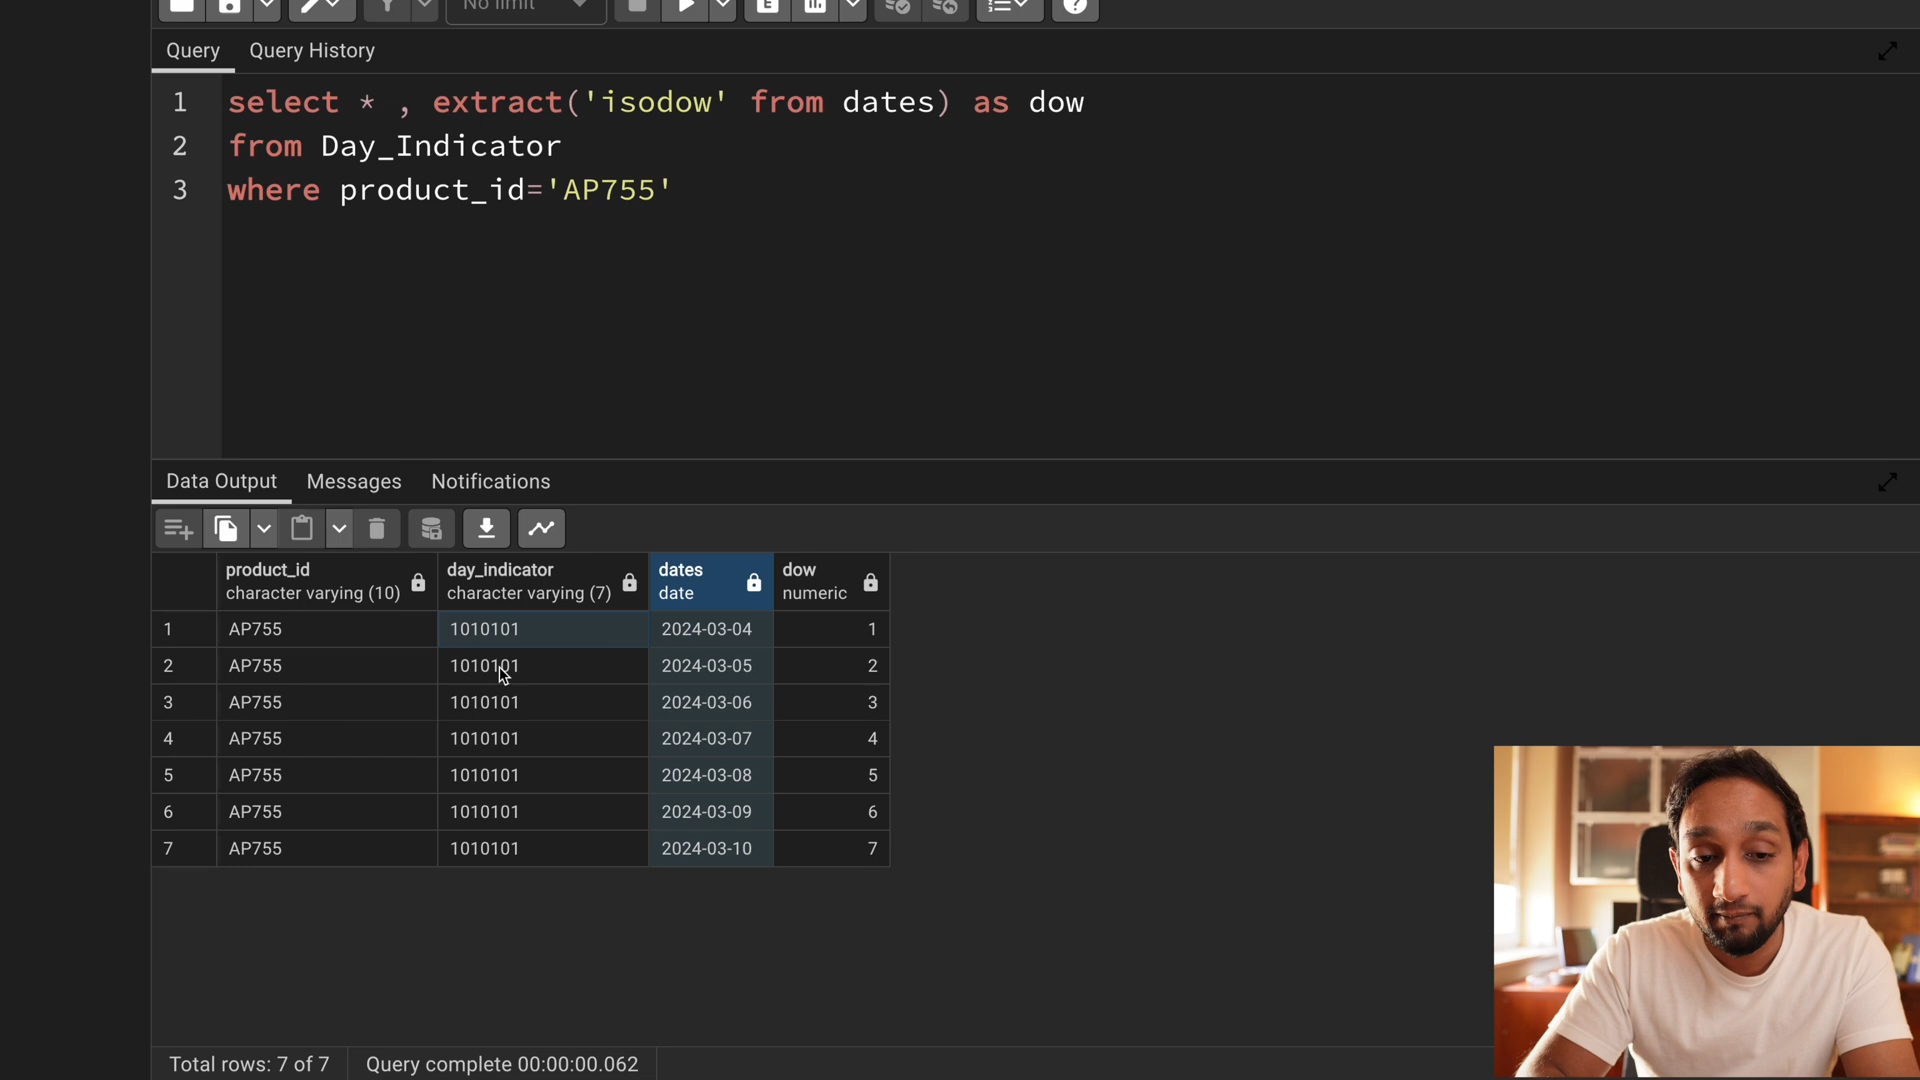 No limit
Query Query History
1 select * , extract('isodow' from dates) as dow
2 from Day_Indicator
3 where product_id='AP755'
Data Output Messages Notifications
product_id day_indicator dates dow
character varying (10) character varying (7) date numeric
1 AP755 1010101 2024-03-04 1
2 AP755 1010101 2024-03-05 2
3 AP755 1010101 2024-03-06 3
4 AP755 1010101 2024-03-07 4
5 AP755 1010101 2024-03-08 5
6 AP755 1010101 2024-03-09 6
7 AP755 1010101 2024-03-10 7
Total rows: 7 of 7 Query complete 00:00:00.062